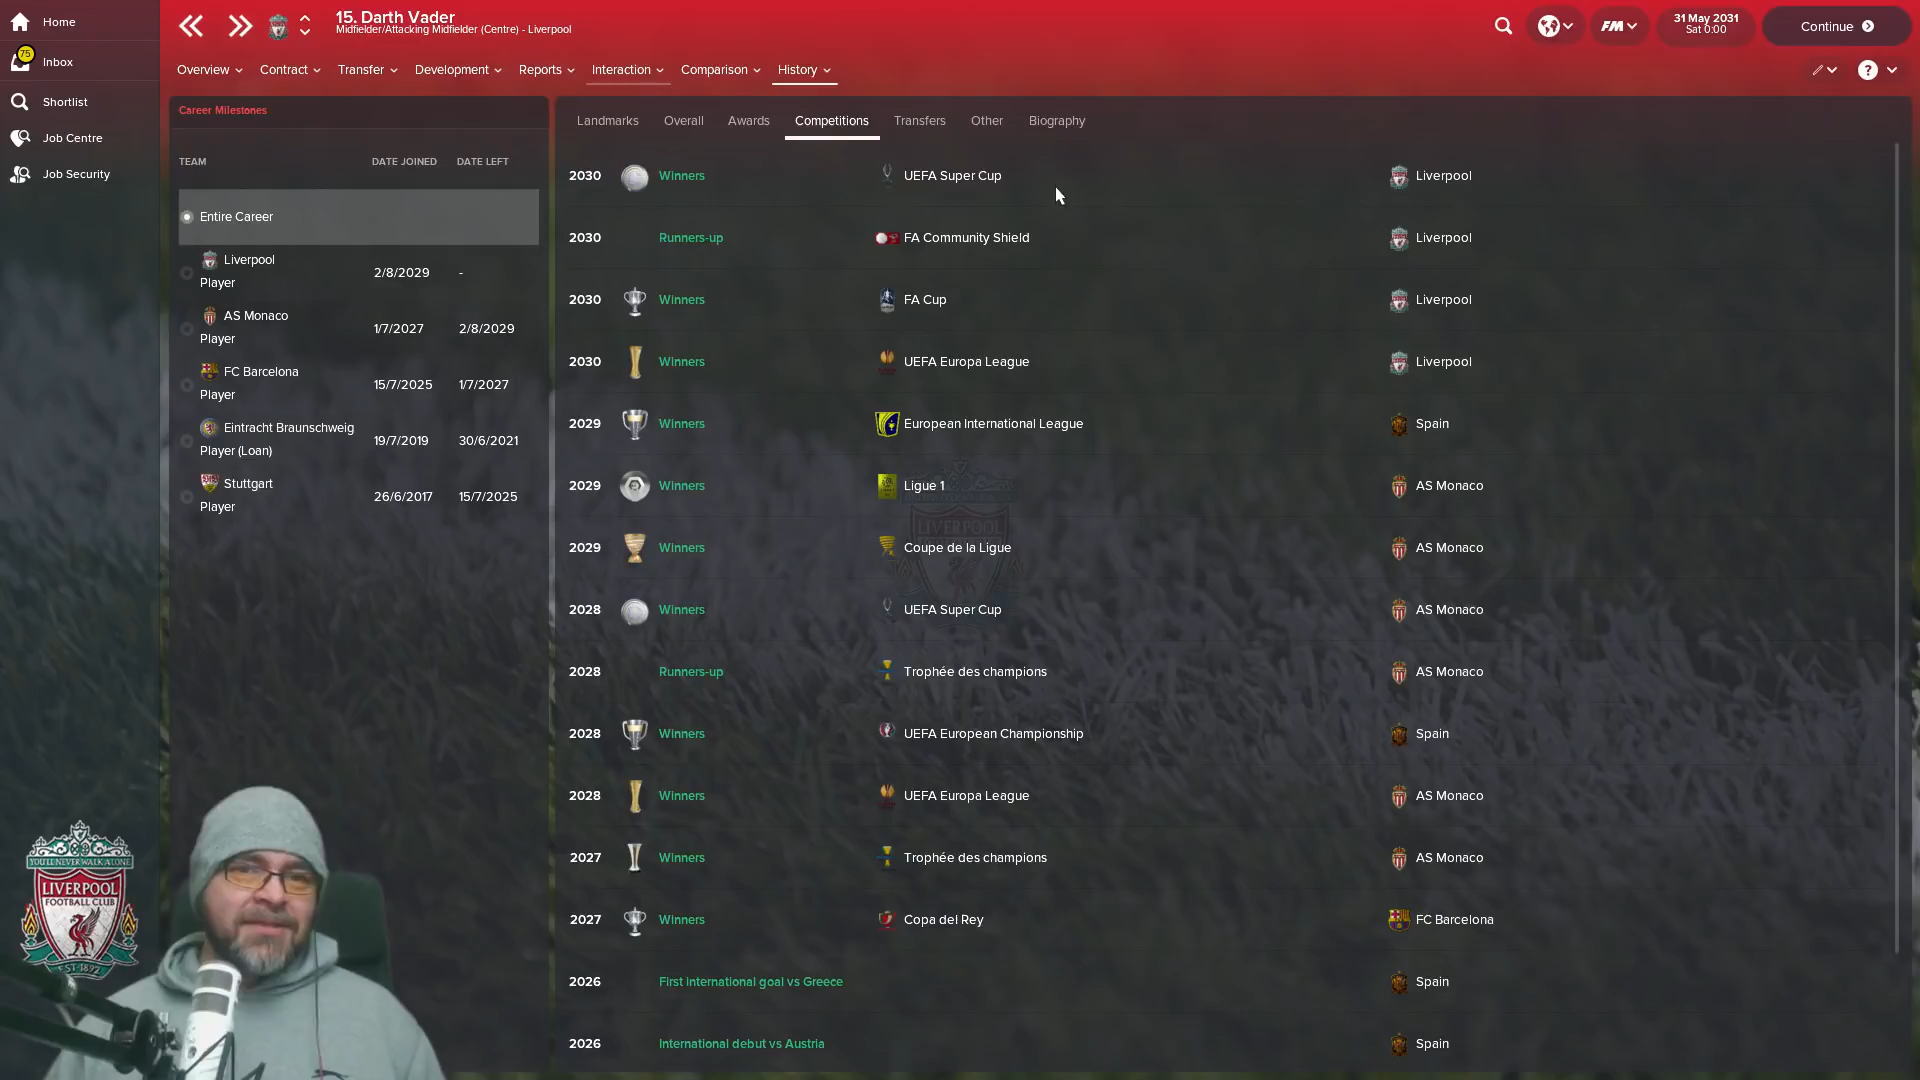 Home
75
Inbox
Shortlist
Job Centre
Job Security
15. Darth Vader
Midfielder/Attacking Midfielder (Centre) - Liverpool
FM
31 May 2031
Sat 0:00
Continue
Overview Contract Transfer Development Reports Interaction Comparison History
?
Career Milestones
TEAM DATE JOINED DATE LEFT
Entire Career
Liverpool
Player
2/8/2029 -
AS Monaco
Player
1/7/2027 2/8/2029
FC Barcelona
Player
15/7/2025 1/7/2027
Eintracht Braunschweig
Player (Loan)
19/7/2019 30/6/2021
Stuttgart
Player
26/6/2017 15/7/2025
Landmarks Overall Awards Competitions Transfers Other Biography
2030 Winners UEFA Super Cup Liverpool
2030 Runners-up FA Community Shield Liverpool
2030 Winners FA Cup Liverpool
2030 Winners UEFA Europa League Liverpool
2029 Winners European International League Spain
2029 Winners Ligue 1 AS Monaco
2029 Winners Coupe de la Ligue AS Monaco
2028 Winners UEFA Super Cup AS Monaco
2028 Runners-up Trophée des champions AS Monaco
2028 Winners UEFA European Championship Spain
2028 Winners UEFA Europa League AS Monaco
2027 Winners Trophée des champions AS Monaco
2027 Winners Copa del Rey FC Barcelona
2026 First international goal vs Greece Spain
2026 International debut vs Austria Spain
LIVERPOOL
YOU'LL NEVER WALK ALONE
LIVERPOOL
FOOTBALL CLUB
EST·1892